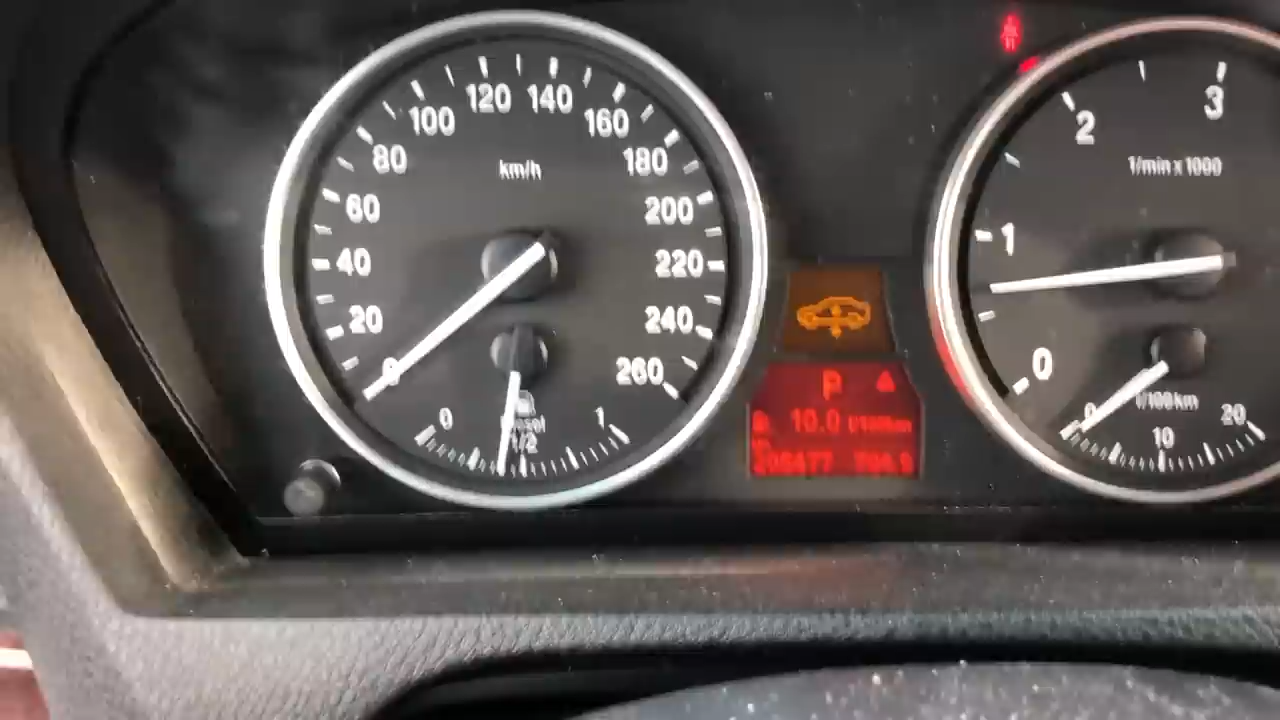 120 140
100 160
80 180
km/h
60 200
40 220
20 240
0 260
0 1/2 1
P
10.0
3
2
1/min x 1000
1
0
l/100km
0 10 20